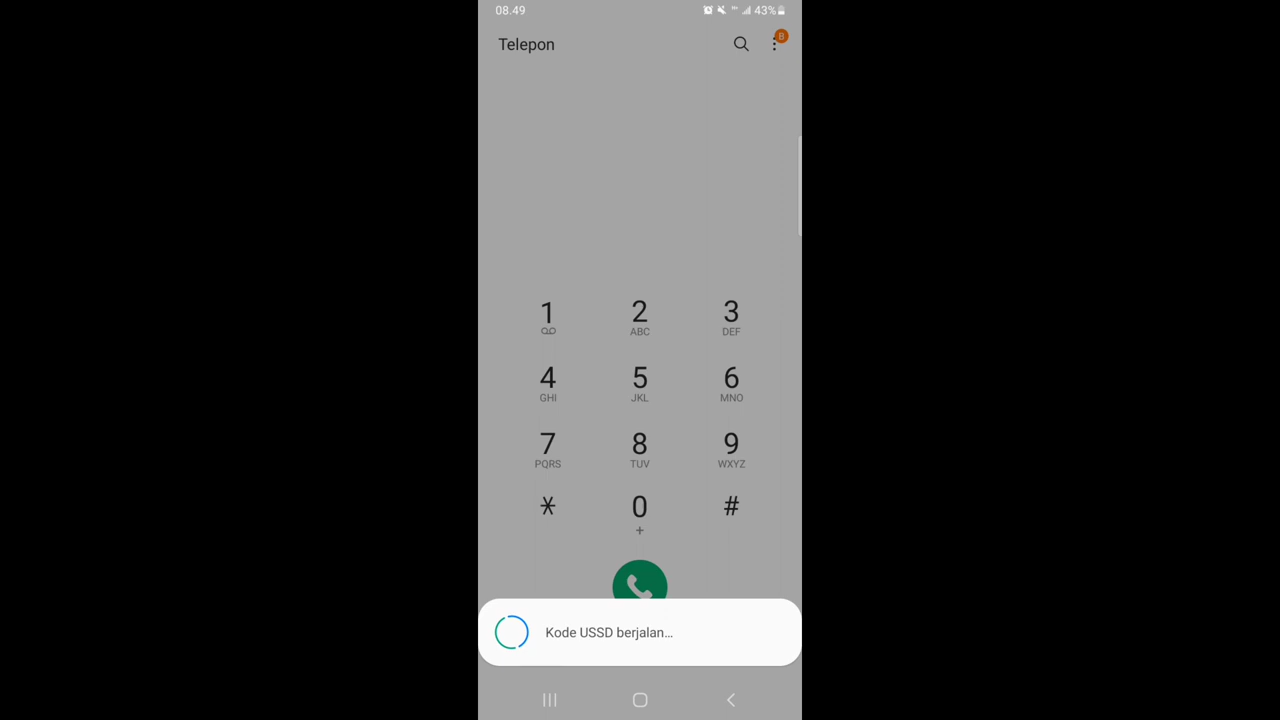 08.49
43%
Telepon
8
1
2
ABC
3
DEF
4
GHI
5
JKL
6
MNO
7
PQRS
8
TUV
9
WXYZ
*
0
+
#
Kode USSD berjalan...